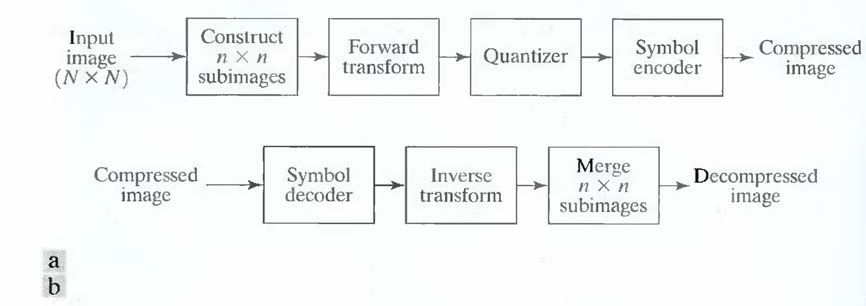 Input
image
(N × N)
Construct
n × n
subimages
Forward
transform
Quantizer
Symbol
encoder
Compressed
image
Compressed
image
Symbol
decoder
Inverse
transform
Merge
n × n
subimages
Decompressed
image
a
b